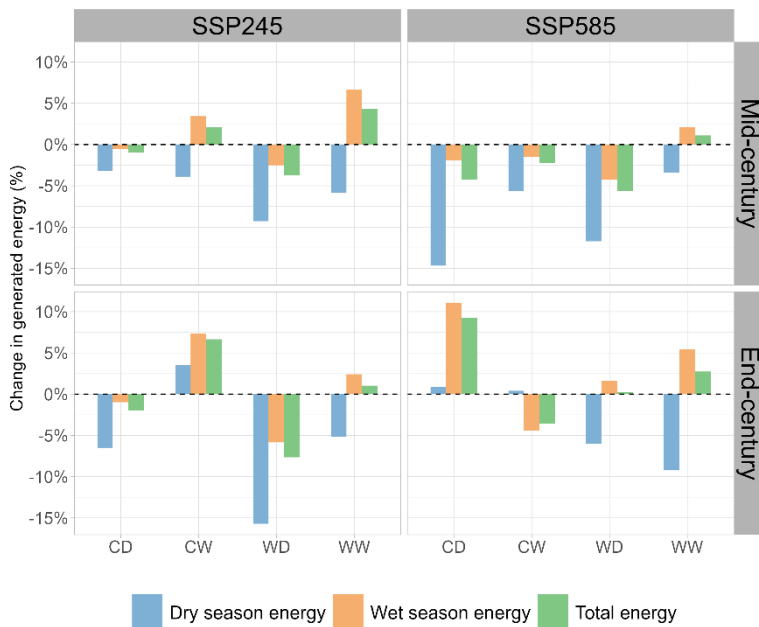 SSP245 SSP585
Change in generated energy (%)
10%
5%
0%
-5%
-10%
-15%
Mid-century
10%
5%
0%
-5%
-10%
-15%
End-century
CD CW WD WW CD CW WD WW
Dry season energy Wet season energy Total energy